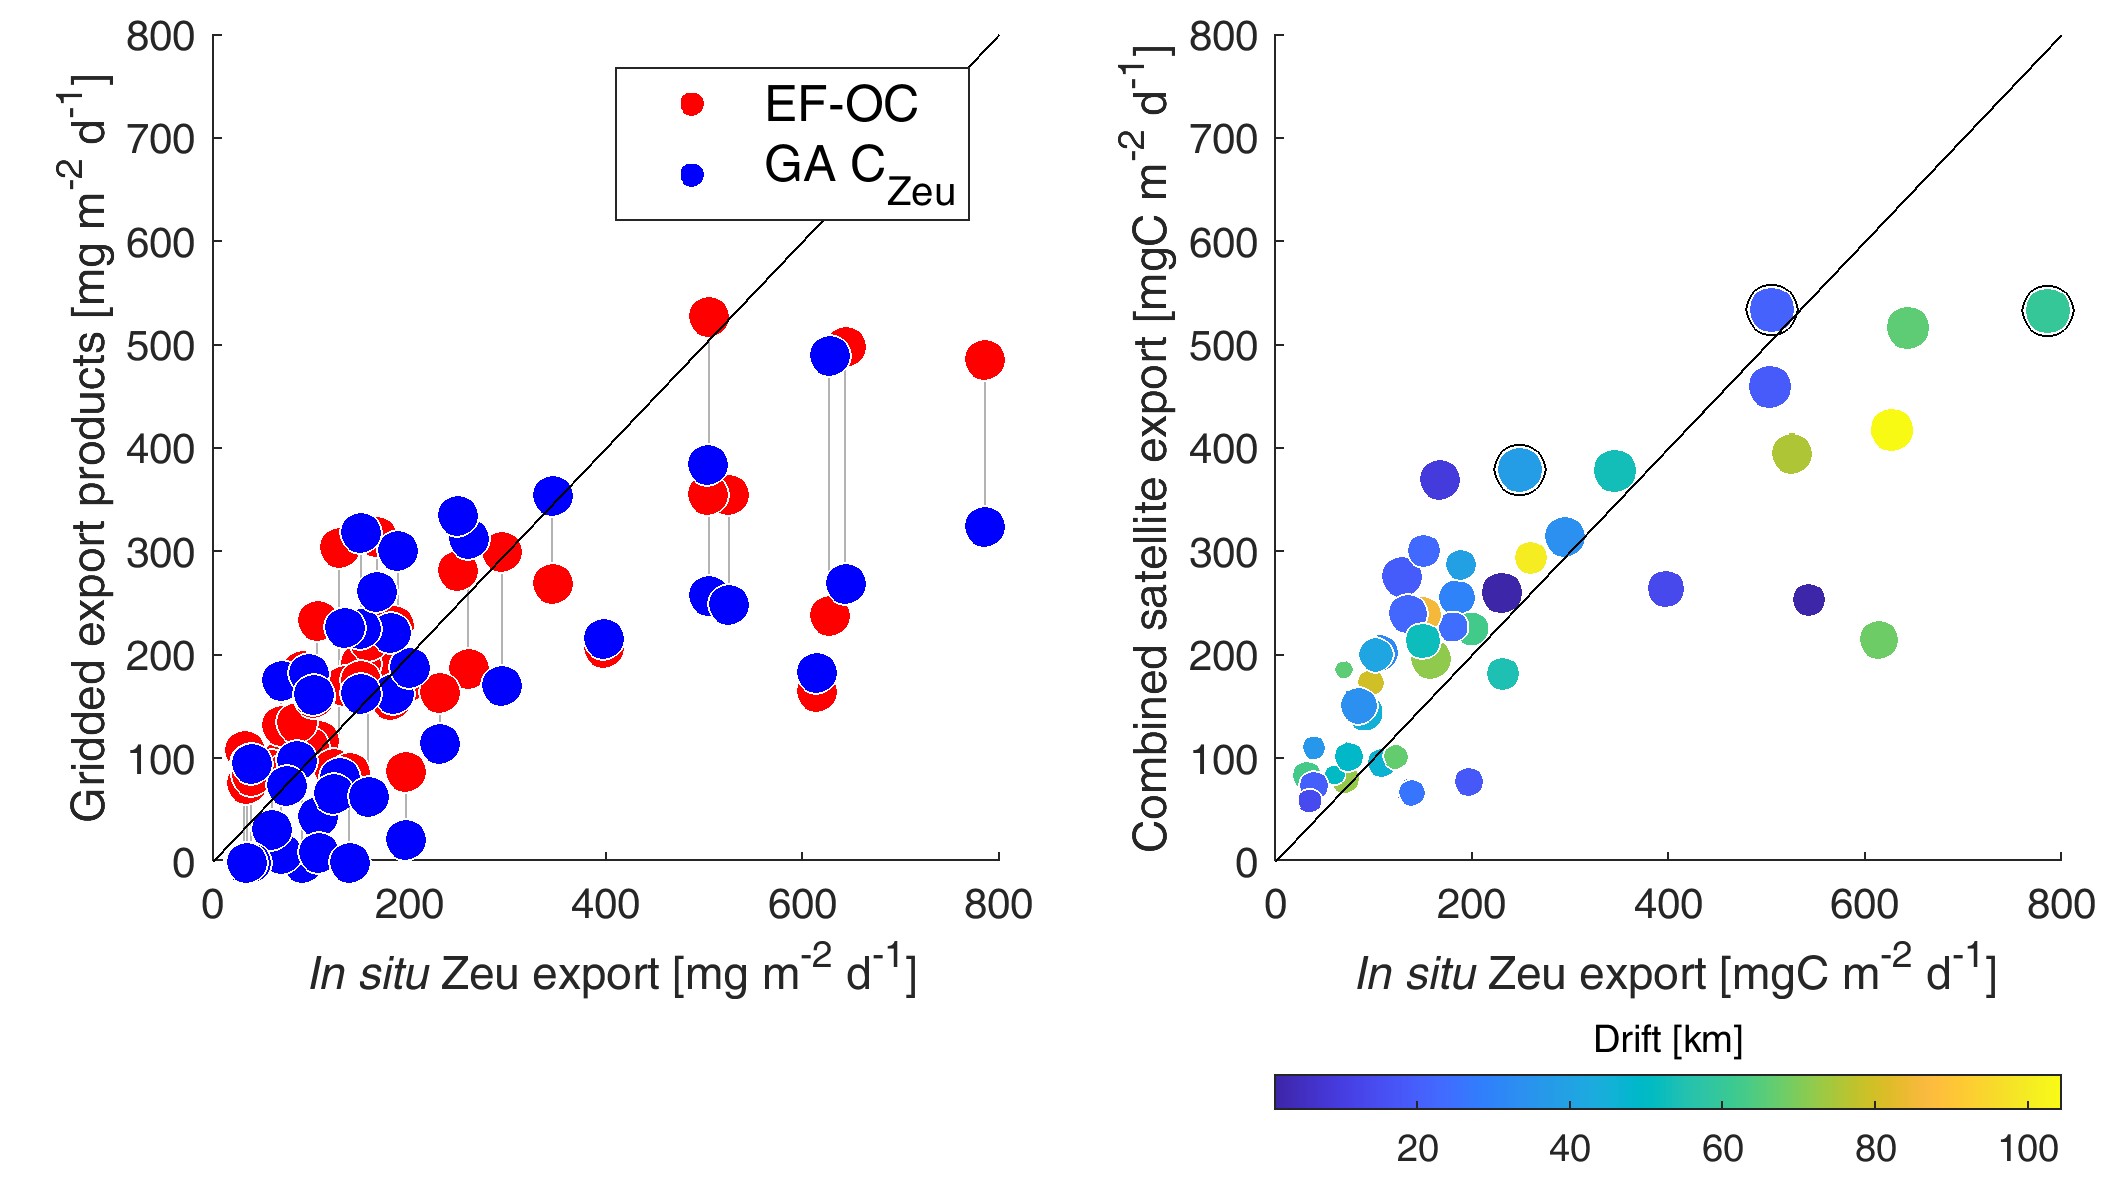 Gridded export products [mg m⁻² d⁻¹]
800
700
600
500
400
300
200
100
0
0 200 400 600 800
In situ Zeu export [mg m⁻² d⁻¹]
EF-OC
GA C_Zeu
Combined satellite export [mgC m⁻² d⁻¹]
800
700
600
500
400
300
200
100
0
0 200 400 600 800
In situ Zeu export [mgC m⁻² d⁻¹]
Drift [km]
20 40 60 80 100